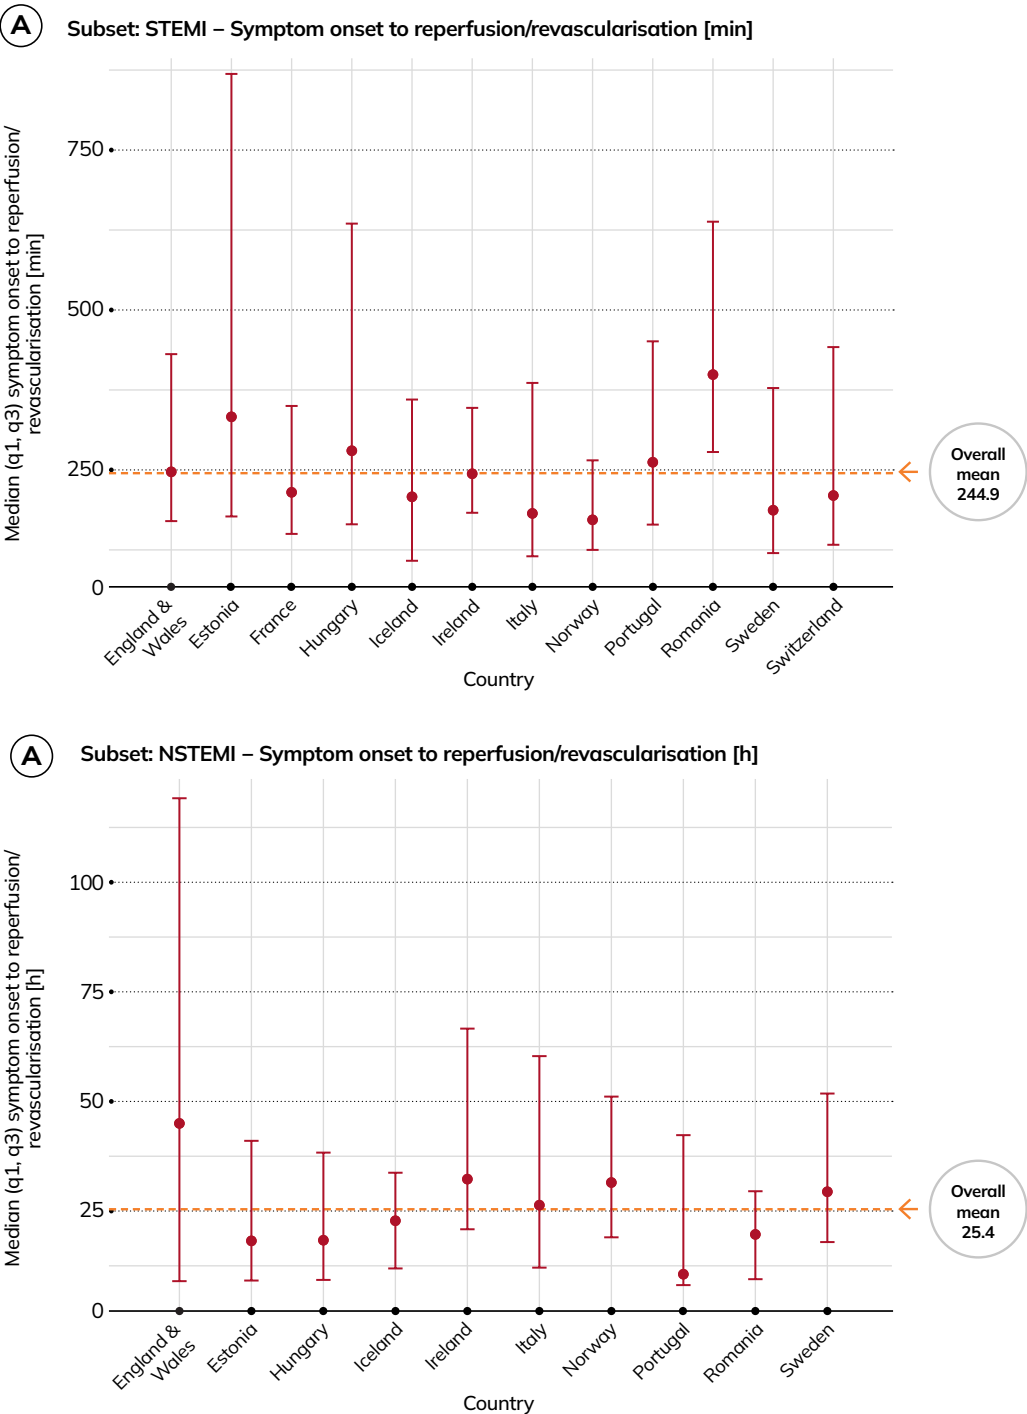 A
Subset: STEMI – Symptom onset to reperfusion/revascularisation [min]
Median (q1, q3) symptom onset to reperfusion/
revascularisation [min]
750
500
250
0
Overall
mean
244.9
England &
Wales
Estonia
France
Hungary
Iceland
Ireland
Italy
Norway
Portugal
Romania
Sweden
Switzerland
Country
A
Subset: NSTEMI – Symptom onset to reperfusion/revascularisation [h]
Median (q1, q3) symptom onset to reperfusion/
revascularisation [h]
100
75
50
25
0
Overall
mean
25.4
England &
Wales
Estonia
Hungary
Iceland
Ireland
Italy
Norway
Portugal
Romania
Sweden
Country